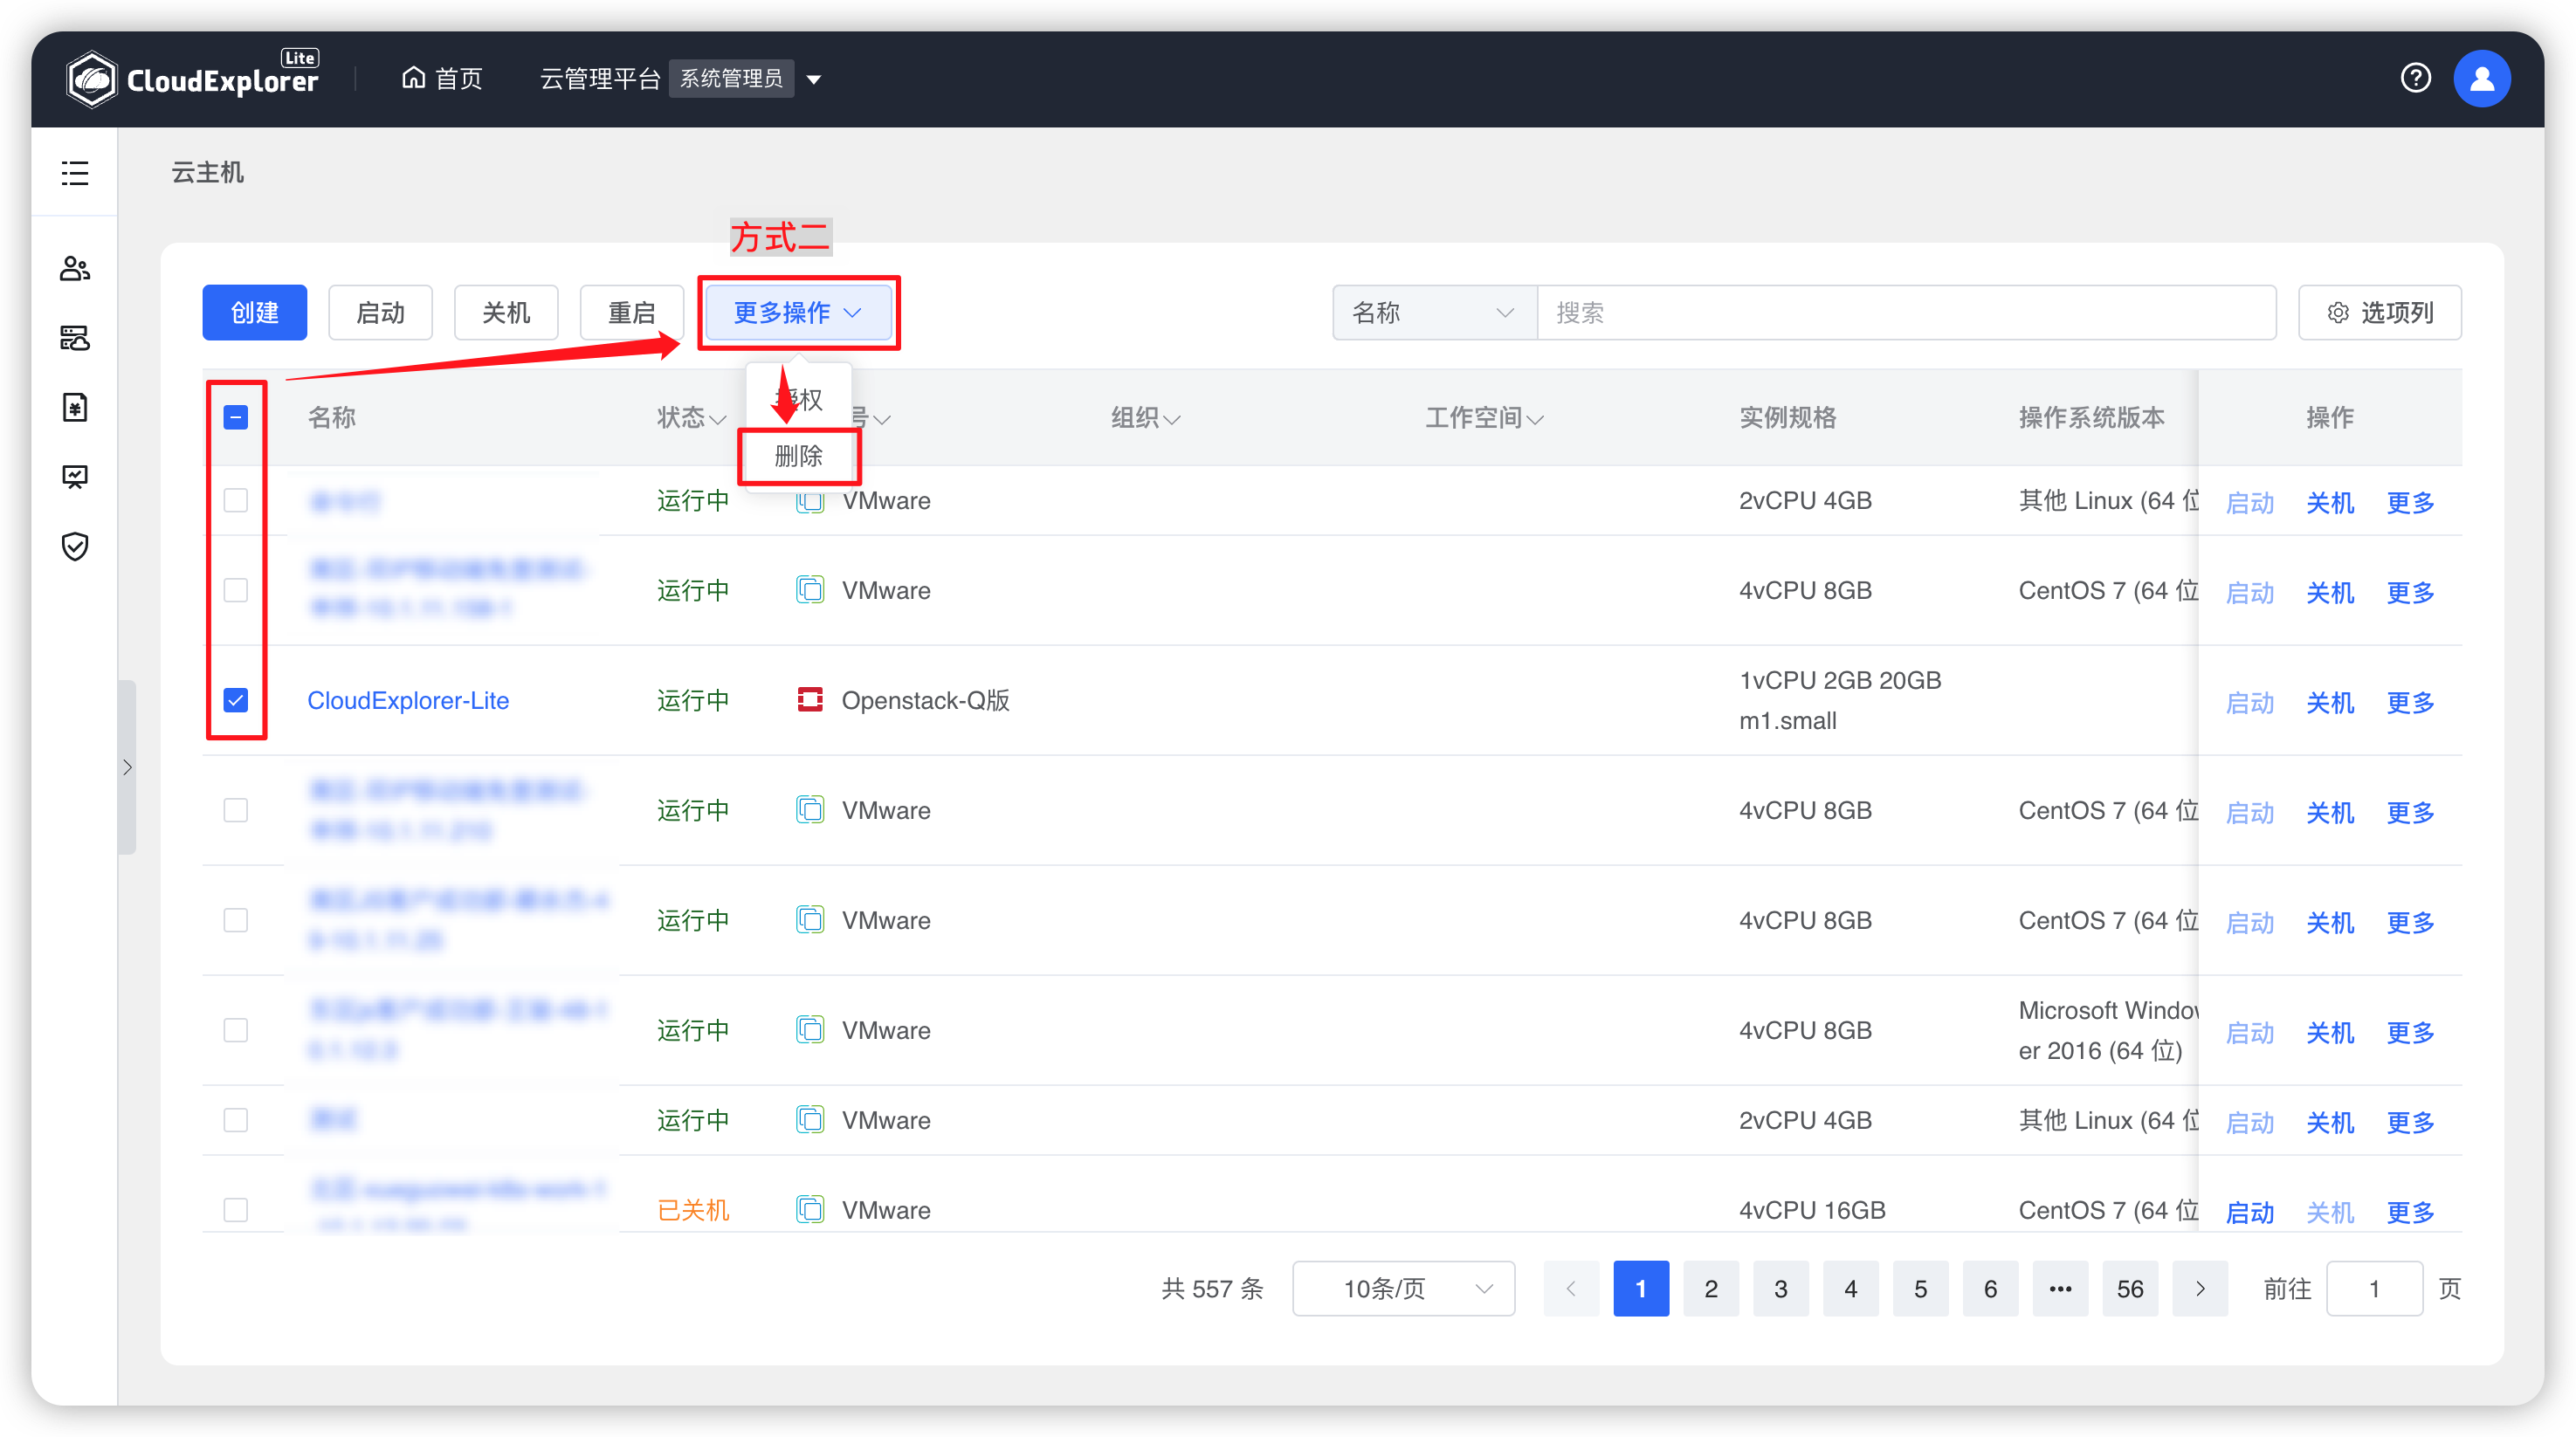 CloudExplorer Lite
首页
云管理平台 系统管理员
云主机
方式二
创建 启动 关机 重启 更多操作 名称 搜索 选项列
权
删除
名称 状态 号 组织 工作空间 实例规格 操作系统版本 操作
运行中 VMware 2vCPU 4GB 其他 Linux (64 位 启动 关机 更多
运行中 VMware 4vCPU 8GB CentOS 7 (64 位 启动 关机 更多
CloudExplorer-Lite 运行中 Openstack-Q版 1vCPU 2GB 20GB 启动 关机 更多
m1.small
运行中 VMware 4vCPU 8GB CentOS 7 (64 位 启动 关机 更多
运行中 VMware 4vCPU 8GB CentOS 7 (64 位 启动 关机 更多
运行中 VMware 4vCPU 8GB Microsoft Window 启动 关机 更多
er 2016 (64 位)
运行中 VMware 2vCPU 4GB 其他 Linux (64 位 启动 关机 更多
已关机 VMware 4vCPU 16GB CentOS 7 (64 位 启动 关机 更多
共 557 条 10条/页 1 2 3 4 5 6 ••• 56 前往 1 页